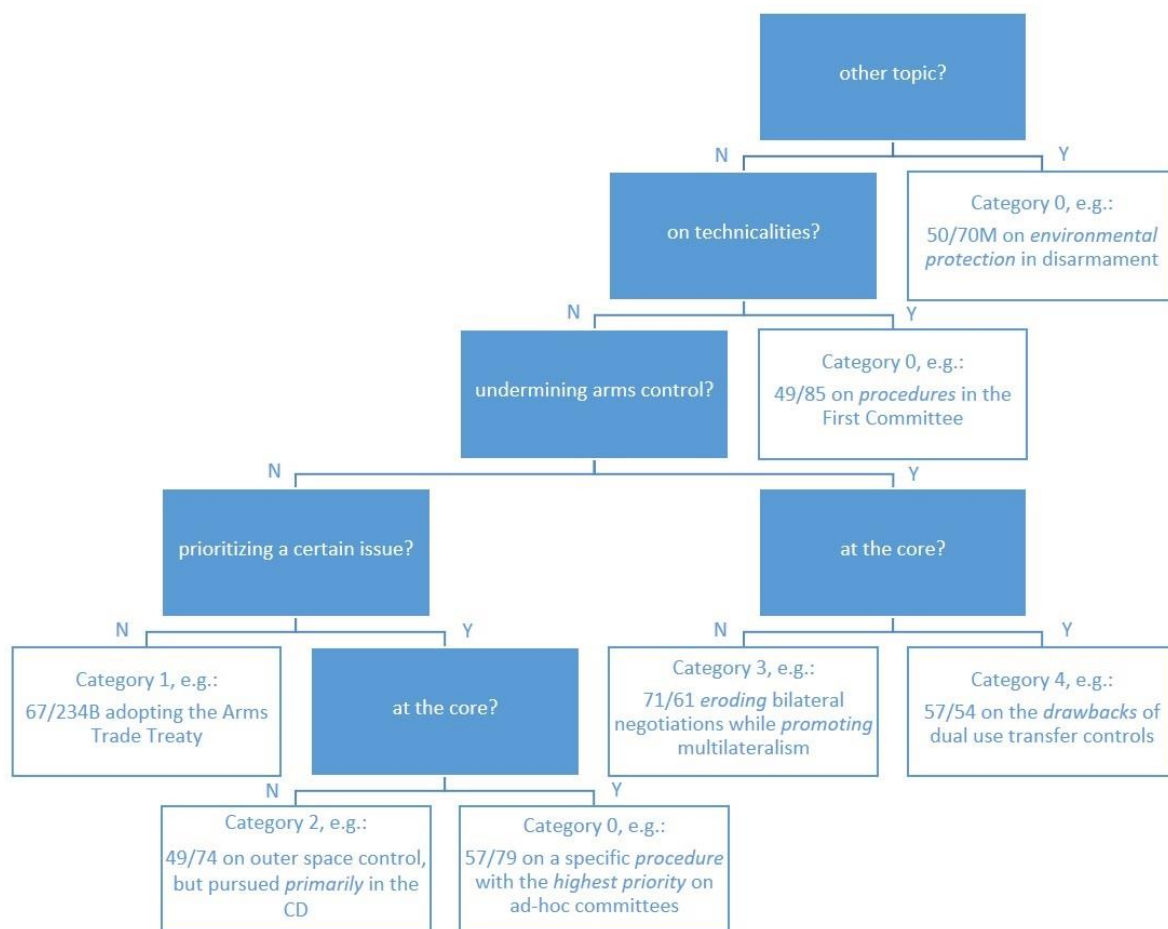 other topic?
N
Y
on technicalities?
Category 0, e.g.:
50/70M on environmental
protection in disarmament
N
Y
undermining arms control?
Category 0, e.g.:
49/85 on procedures in the
First Committee
N
Y
prioritizing a certain issue?
at the core?
N
Y
N
Y
Category 1, e.g.:
67/234B adopting the Arms
Trade Treaty
at the core?
Category 3, e.g.:
71/61 eroding bilateral
negotiations while promoting
multilateralism
Category 4, e.g.:
57/54 on the drawbacks of
dual use transfer controls
N
Y
Category 2, e.g.:
49/74 on outer space control,
but pursued primarily in the
CD
Category 0, e.g.:
57/79 on a specific procedure
with the highest priority on
ad-hoc committees